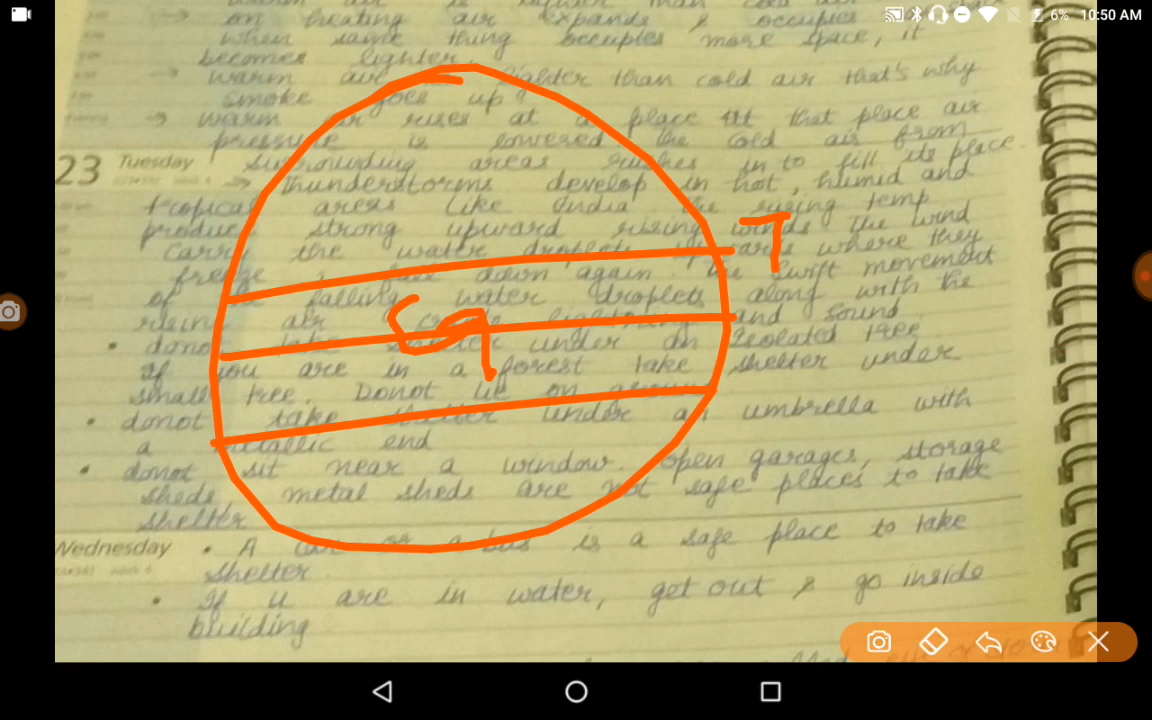 6% 10:50 AM
on heating air expands & occupies
when same thing occupies more space, it
becomes lighter
→ warm air lighter than cold air that's why
smoke goes up
→ warm air rises at a place at that place air
pressure is lowered the cold air from
23 Tuesday surrounding areas rushes in to fill its place.
→ Thunderstorms develop in hot, humid and
tropical areas like India the rising temp
produce strong upward rising winds the wind
carry the water droplets upwards where they
freeze down again the swift movement
of the falling water droplets along with the
rising air create lightning and sound
• donot take shelter under an isolated tree
If you are in a forest take shelter under
small tree. Donot lie on ground
• donot take shelter under an umbrella with
a metallic end
• donot sit near a window. open garages, storage
sheds metal sheds are not safe places to take
shelter
Wednesday • A car or a bus is a safe place to take
shelter
• If u are in water, get out & go inside
building